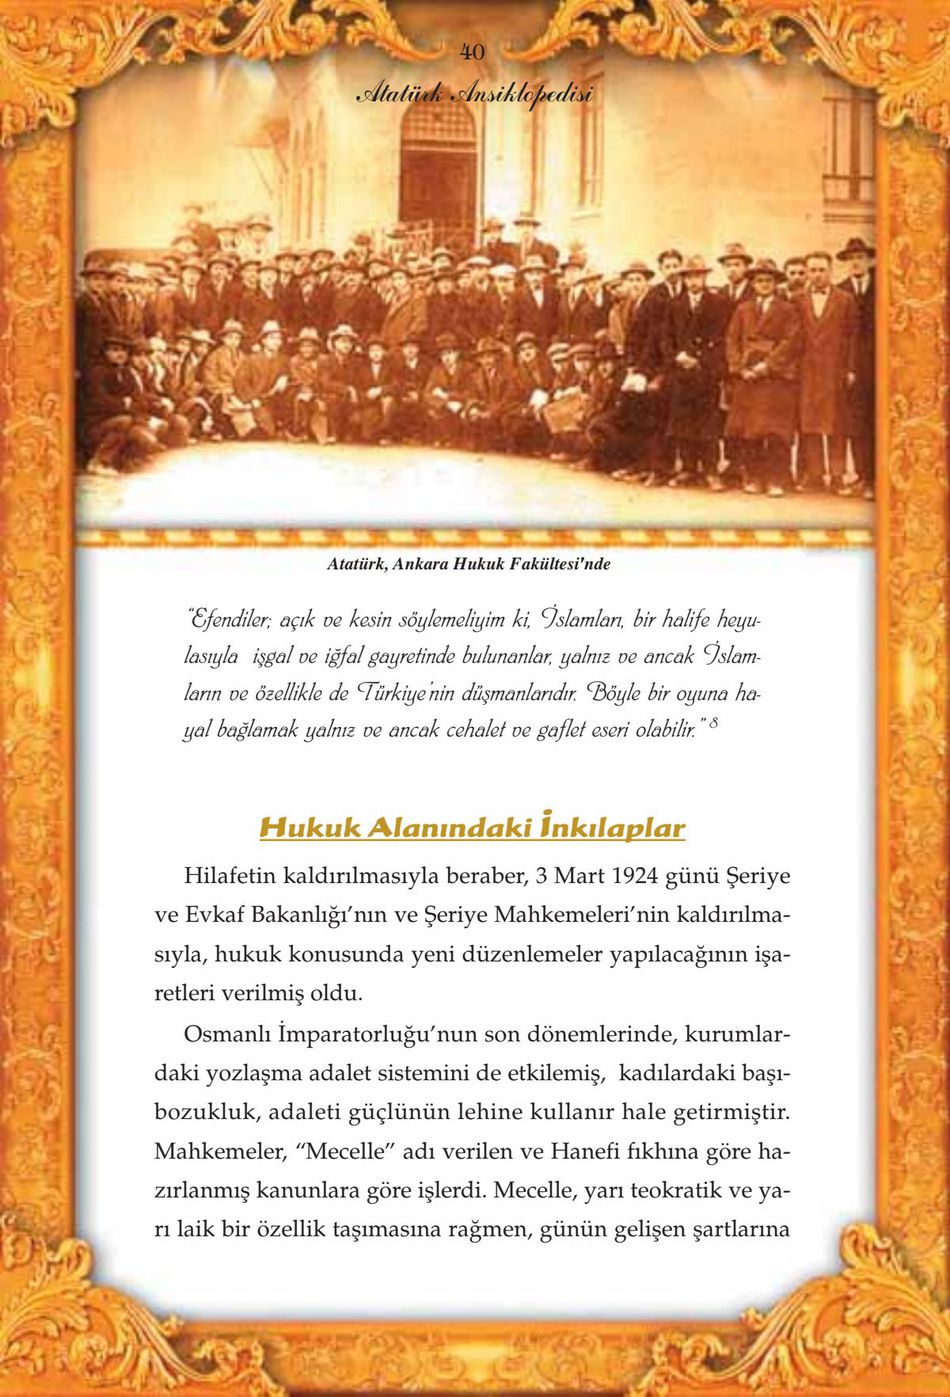 40
Atatürk Ansiklopedisi
Atatürk, Ankara Hukuk Fakültesi'nde
“Efendiler; açık ve kesin söylemeliyim ki, İslamları, bir halife heyu-
lasıyla işgal ve iğfal gayretinde bulunanlar, yalnız ve ancak İslam-
ların ve özellikle de Türkiye'nin düşmanlarıdır. Böyle bir oyuna ha-
yal bağlamak yalnız ve ancak cehalet ve gaflet eseri olabilir.” 8
Hukuk Alanındaki İnkılaplar
Hilafetin kaldırılmasıyla beraber, 3 Mart 1924 günü Şeriye
ve Evkaf Bakanlığı’nın ve Şeriye Mahkemeleri’nin kaldırılma-
sıyla, hukuk konusunda yeni düzenlemeler yapılacağının işa-
retleri verilmiş oldu.
Osmanlı İmparatorluğu’nun son dönemlerinde, kurumlar-
daki yozlaşma adalet sistemini de etkilemiş, kadılardaki başı-
bozukluk, adaleti güçlünün lehine kullanır hale getirmiştir.
Mahkemeler, “Mecelle” adı verilen ve Hanefi fıkhına göre ha-
zırlanmış kanunlara göre işlerdi. Mecelle, yarı teokratik ve ya-
rı laik bir özellik taşımasına rağmen, günün gelişen şartlarına